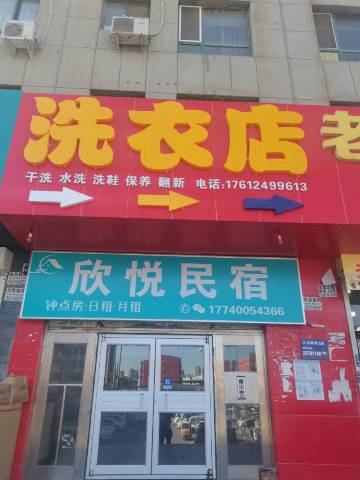 洗衣店
老
干洗 水洗 洗鞋 保养 翻新 电话:17612499613
欣悦民宿
钟点房·日租·月租 17740054366